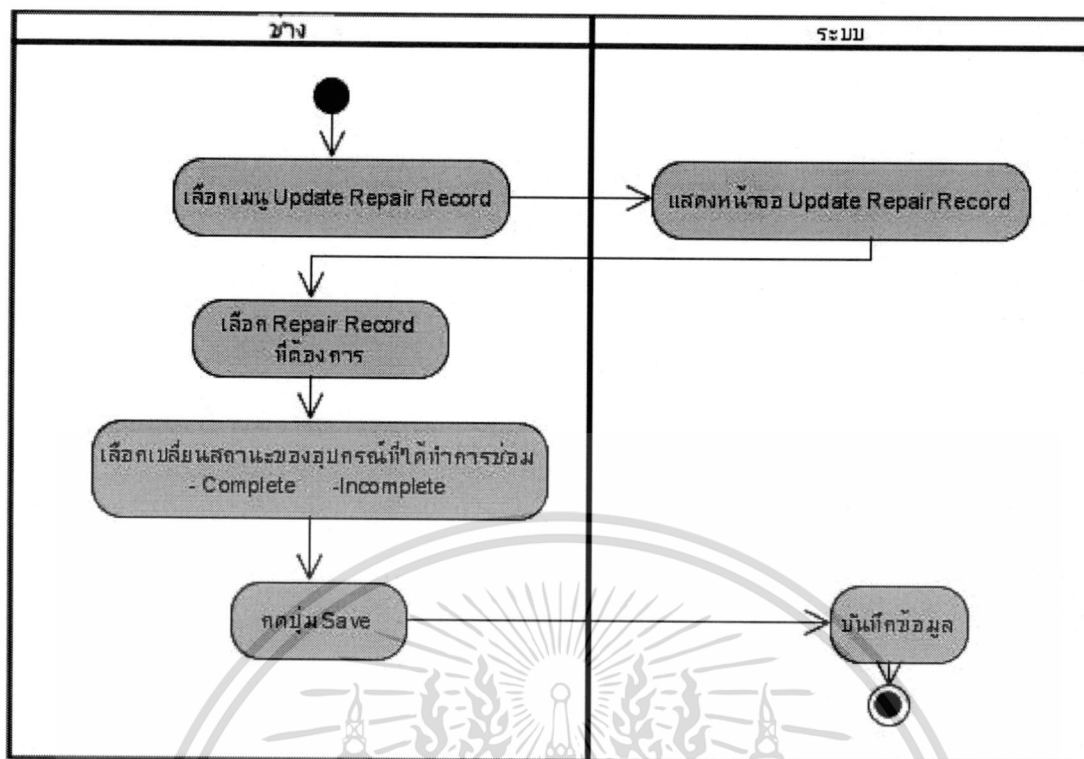 ช่าง
ระบบ
เลือกเมนู Update Repair Record
แสดงหน้าจอ Update Repair Record
เลือก Repair Record
ที่ต้องการ
เลือกเปลี่ยนสถานะของอุปกรณ์ที่ได้ทำการซ่อม
- Complete -Incomplete
กดปุ่ม Save
บันทึกข้อมูล